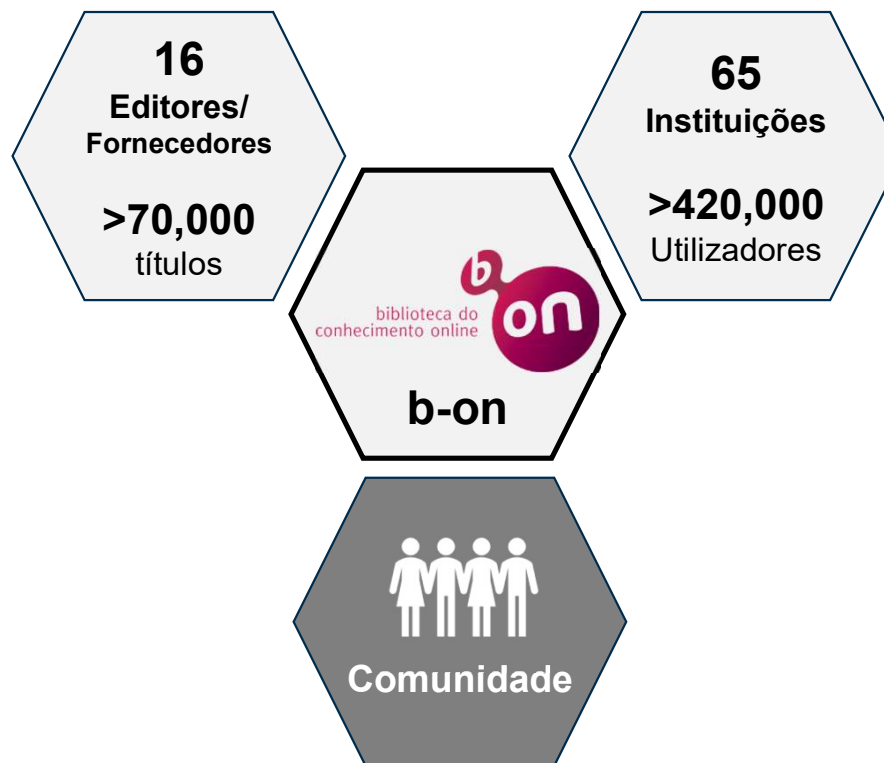 16
Editores/
Fornecedores
>70,000
títulos
65
Instituições
>420,000
Utilizadores
b
on
biblioteca do
conhecimento online
b-on
Comunidade